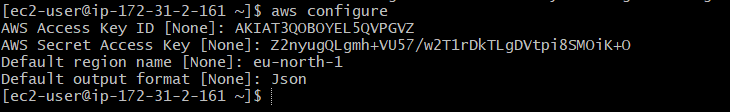 [ec2-user@ip-172-31-2-161 ~]$ aws configure
AWS Access Key ID [None]: AKIAT3QOBOYEL5QVPGVZ
AWS Secret Access Key [None]: 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
Default region name [None]: eu-north-1
Default output format [None]: Json
[ec2-user@ip-172-31-2-161 ~]$